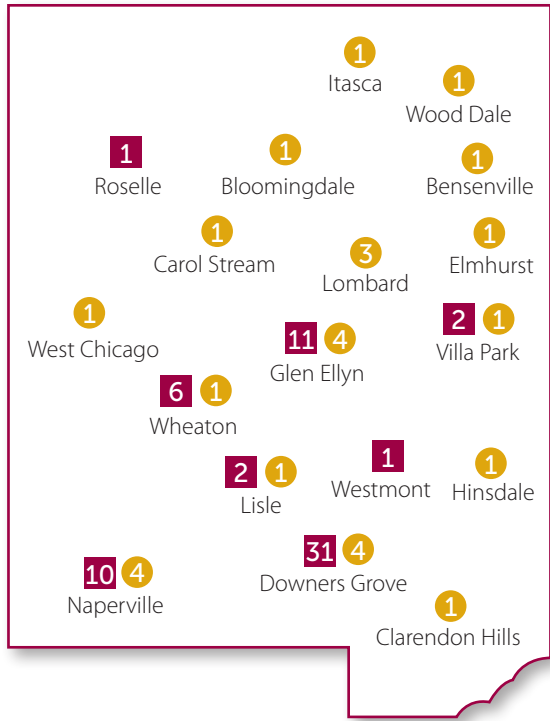 1
Itasca
1
Wood Dale
1
Roselle
1
Bloomingdale
1
Bensenville
1
Carol Stream
3
Lombard
1
Elmhurst
1
West Chicago
11 4
Glen Ellyn
2 1
Villa Park
6 1
Wheaton
2 1
Lisle
1
Westmont
1
Hinsdale
10 4
Naperville
31 4
Downers Grove
1
Clarendon Hills